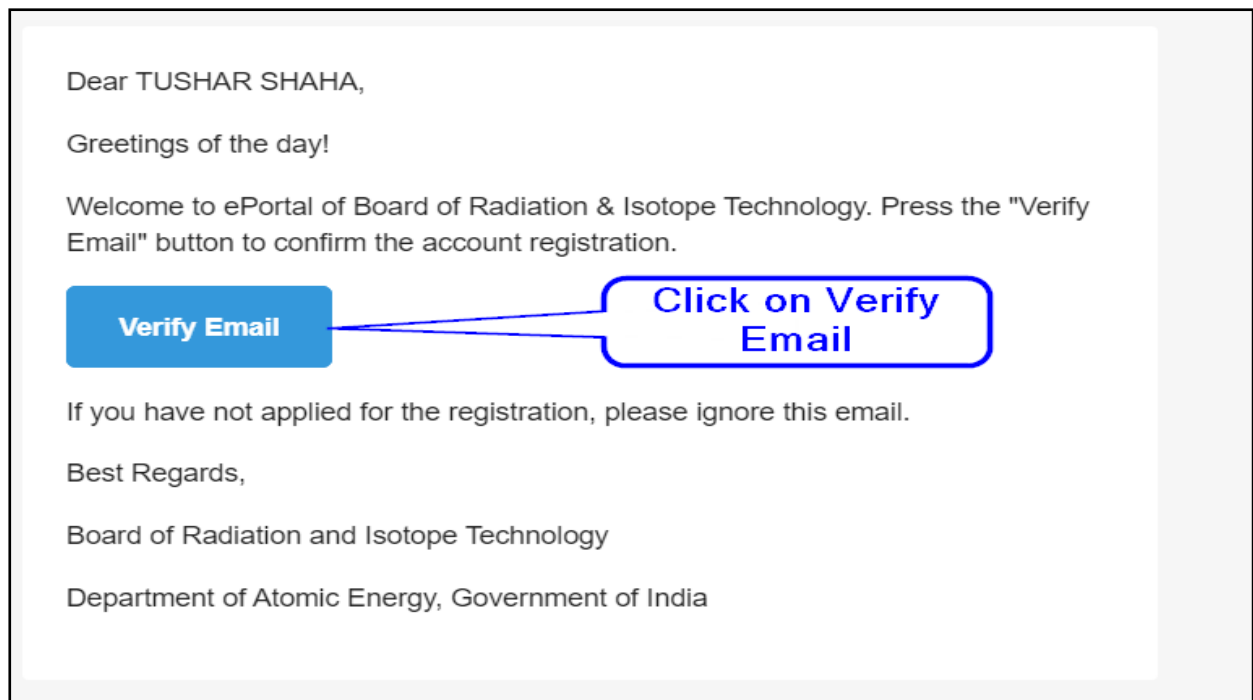 Dear TUSHAR SHAHA,
Greetings of the day!
Welcome to ePortal of Board of Radiation & Isotope Technology. Press the "Verify
Email" button to confirm the account registration.
Verify Email
Click on Verify
Email
If you have not applied for the registration, please ignore this email.
Best Regards,
Board of Radiation and Isotope Technology
Department of Atomic Energy, Government of India